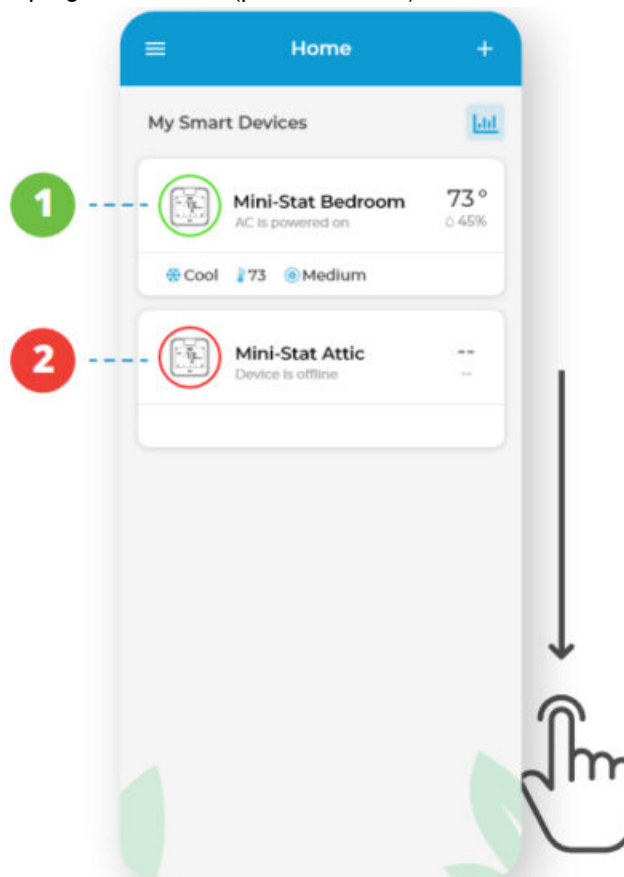 Home
+
My Smart Devices
1
Mini-Stat Bedroom
73°
AC is powered on
45%
Cool 73 Medium
2
Mini-Stat Attic
--
Device is offline
--